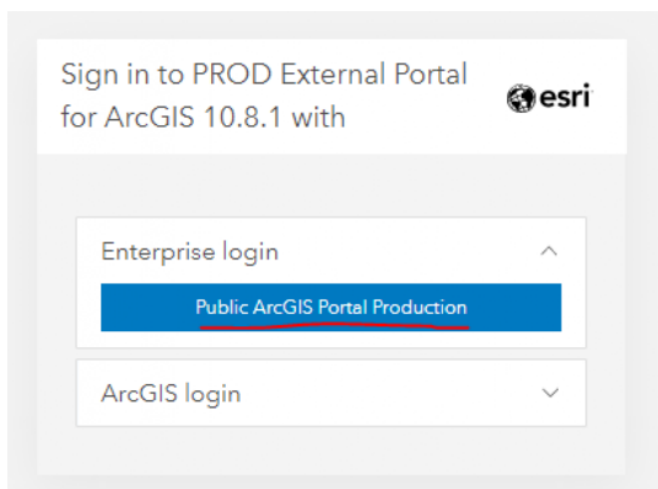 Sign in to PROD External Portal
for ArcGIS 10.8.1 with
esri
Enterprise login
Public ArcGIS Portal Production
ArcGIS login